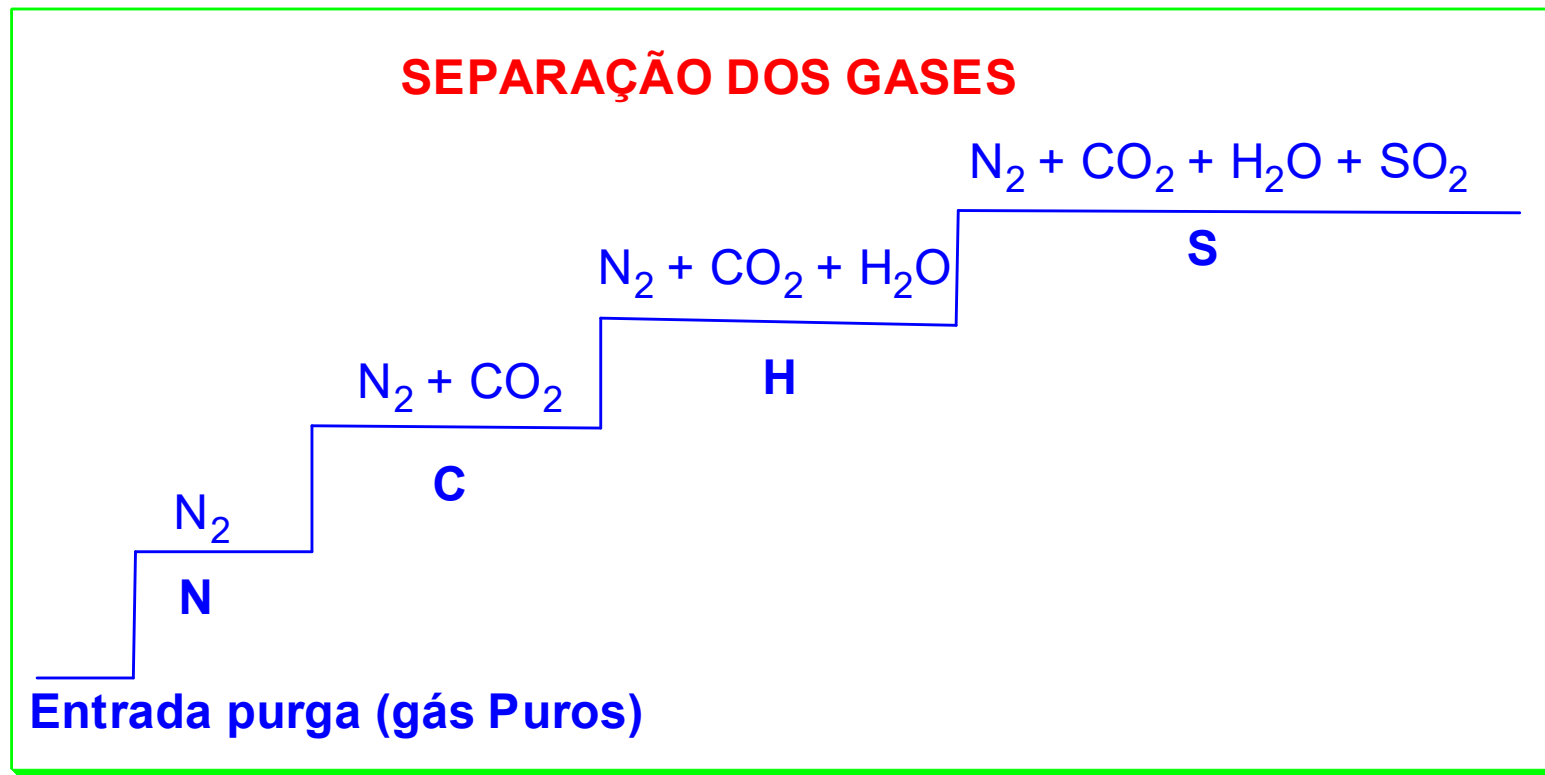 SEPARAÇÃO DOS GASES
N₂ + CO₂ + H₂O + SO₂
S
N₂ + CO₂ + H₂O
H
N₂ + CO₂
C
N₂
N
Entrada purga (gás Puros)